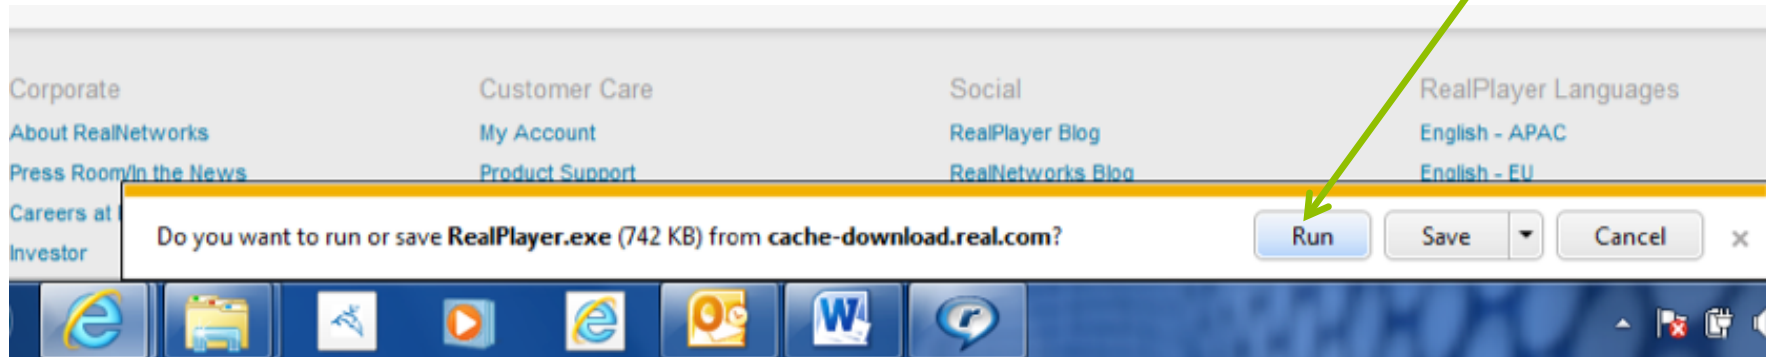 Corporate
Customer Care
Social
RealPlayer Languages
About RealNetworks
My Account
RealPlayer Blog
English - APAC
Press Room/In the News
Product Support
RealNetworks Blog
English - EU
Careers at
Investor
Do you want to run or save RealPlayer.exe (742 KB) from cache-download.real.com?
Run
Save
Cancel